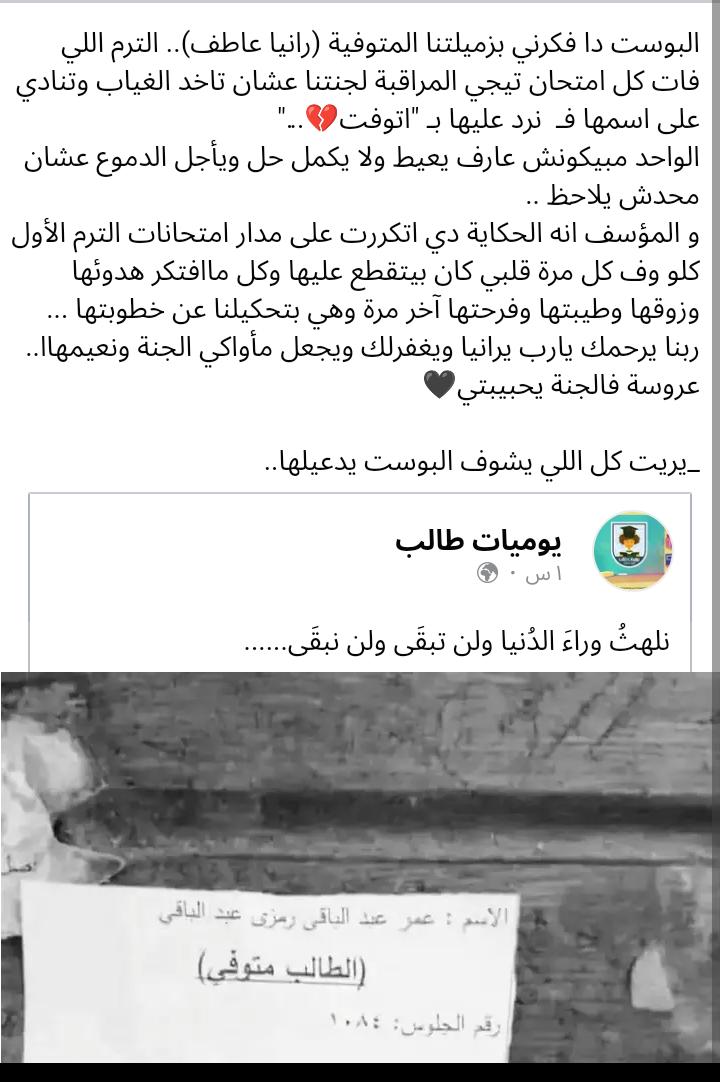 البوست دا فكرني بزميلتنا المتوفية (رانيا عاطف).. الترم اللي
فات كل امتحان تيجي المراقبة لجنتنا عشان تاخد الغياب وتنادي
على اسمها فـ نرد عليها بـ "اتوفت💔.."
الواحد مبيكونش عارف يعيط ولا يكمل حل ويأجل الدموع عشان
محدش يلاحظ ..
و المؤسف انه الحكاية دي اتكررت على مدار امتحانات الترم الأول
كلو وف كل مرة قلبي كان بيتقطع عليها وكل ماافتكر هدوئها
وزوقها وطيبتها وفرحتها آخر مرة وهي بتحكيلنا عن خطوبتها ...
ربنا يرحمك يارب يرانيا ويغفرلك ويجعل مأواكي الجنة ونعيمهاا..
عروسة فالجنة يحبيبتي🖤
_يريت كل اللي يشوف البوست يدعيلها..
يوميات طالب
١ س ·
نلهثُ وراءَ الدُنيا ولن تبقَى ولن نبقَى......
الاسم : عمر عبد الباقى رمزى عبد الباقي
(الطالب متوفي)
رقم الجلوس: ١٠٨٤